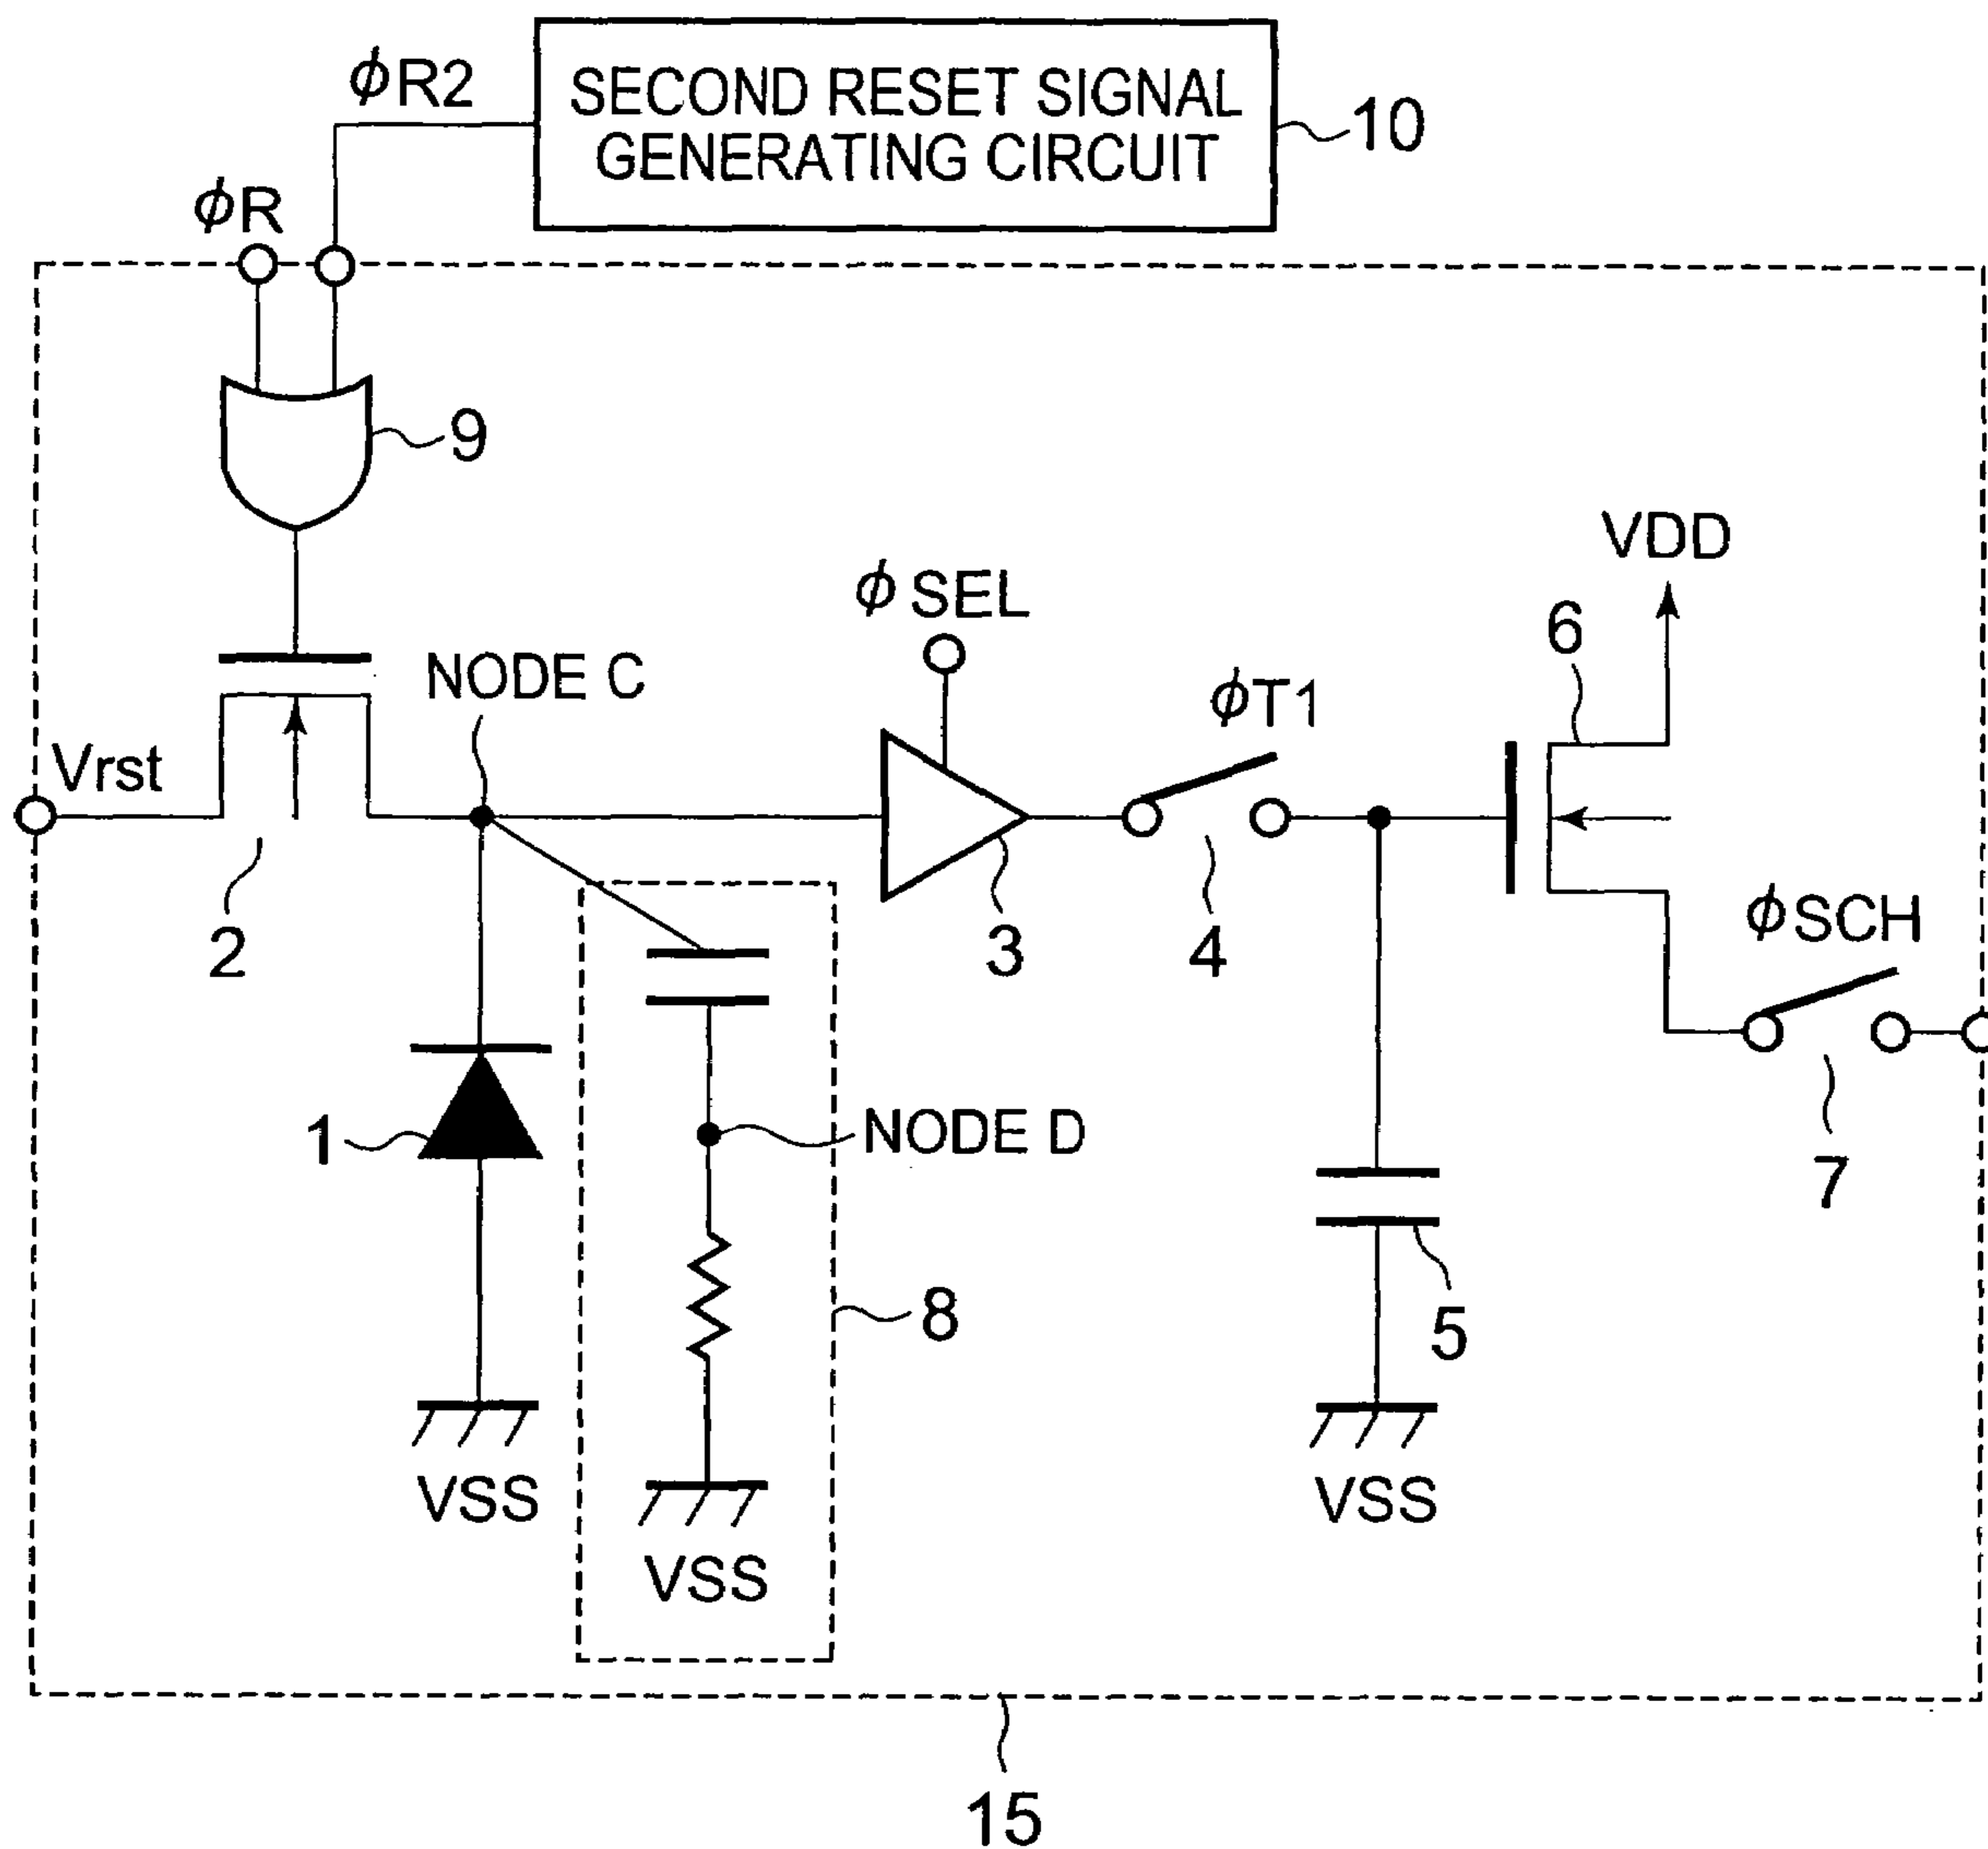 φR2
SECOND RESET SIGNAL
GENERATING CIRCUIT
10
φR
9
VDD
φSEL
6
NODE C
φT1
Vrst
φSCH
2
3
4
1
NODE D
7
8
5
VSS
VSS
VSS
15